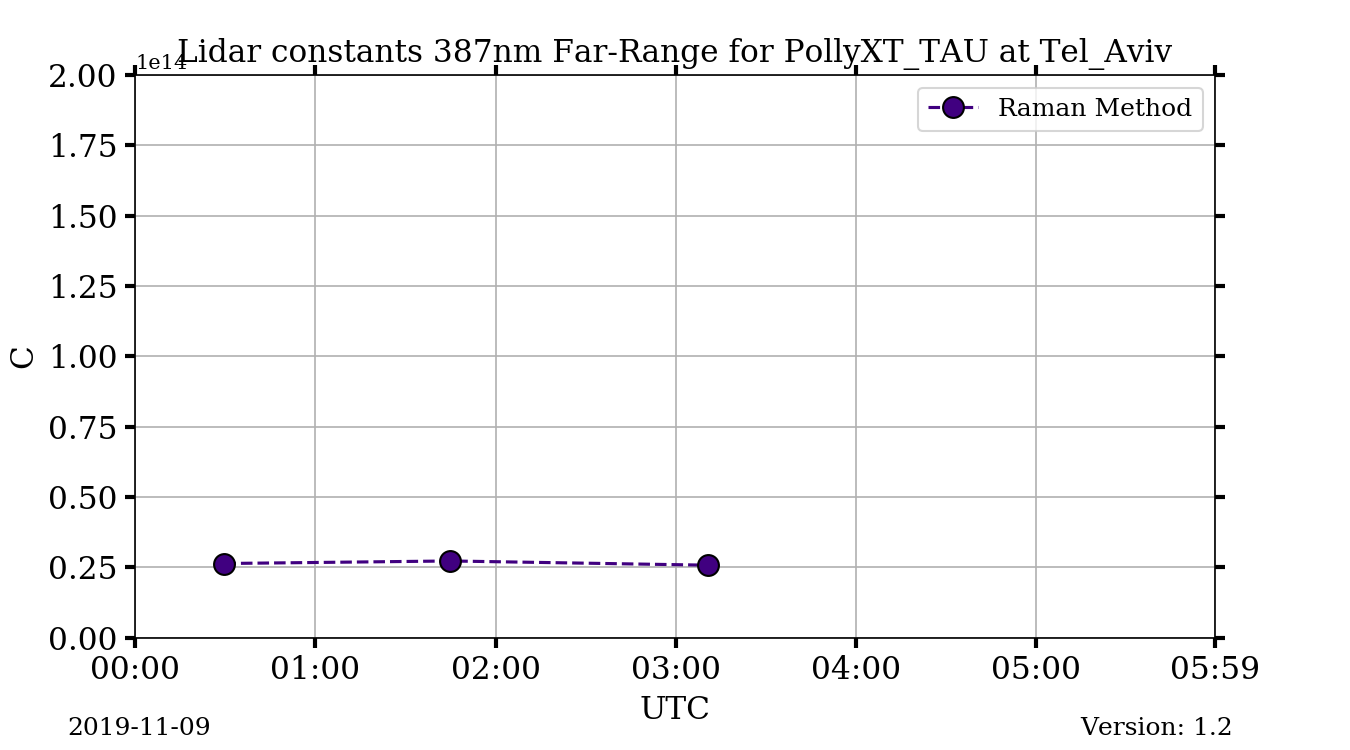 Lidar constants 387nm Far-Range for PollyXT_TAU at Tel_Aviv
1e14
Raman Method
2.00
1.75
1.50
1.25
1.00
0.75
0.50
0.25
0.00
C
00:00 01:00 02:00 03:00 04:00 05:00 05:59
UTC
2019-11-09 Version: 1.2